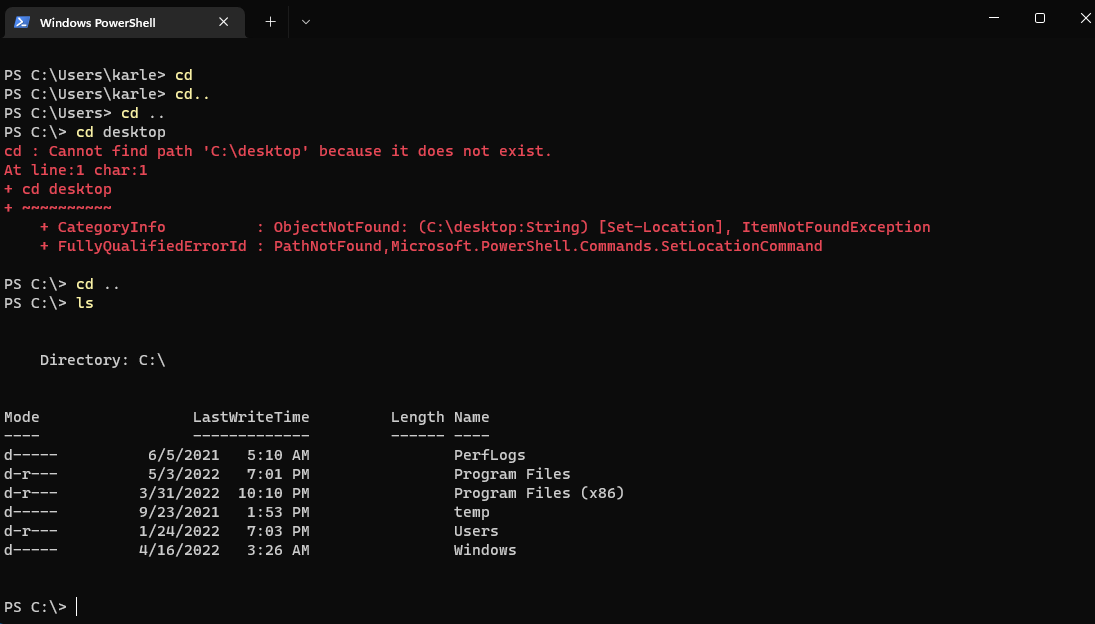 Windows PowerShell
PS C:\Users\karle> cd
PS C:\Users\karle> cd..
PS C:\Users> cd ..
PS C:\> cd desktop
cd : Cannot find path 'C:\desktop' because it does not exist.
At line:1 char:1
+ cd desktop
+ ~~~~~~~~~~
    + CategoryInfo          : ObjectNotFound: (C:\desktop:String) [Set-Location], ItemNotFoundException
    + FullyQualifiedErrorId : PathNotFound,Microsoft.PowerShell.Commands.SetLocationCommand
PS C:\> cd ..
PS C:\> ls
    Directory: C:\
Mode                 LastWriteTime         Length Name
----                 -------------         ------ ----
d-----          6/5/2021   5:10 AM                PerfLogs
d-r---          5/3/2022   7:01 PM                Program Files
d-r---         3/31/2022  10:10 PM                Program Files (x86)
d-----         9/23/2021   1:53 PM                temp
d-r---         1/24/2022   7:03 PM                Users
d-----         4/16/2022   3:26 AM                Windows
PS C:\>